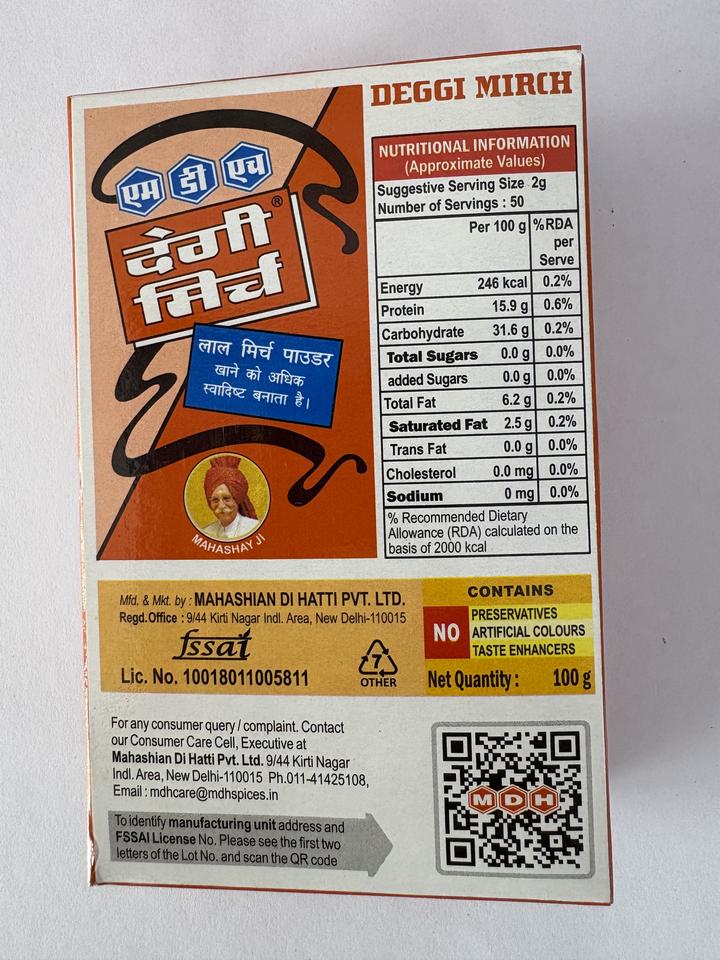 DEGGI MIRCH
एम डी एच
®
देगी
मिर्च
लाल मिर्च पाउडर
खाने को अधिक
स्वादिष्ट बनाता है।
MAHASHAY JI
NUTRITIONAL INFORMATION
(Approximate Values)
Suggestive Serving Size 2g
Number of Servings : 50
Per 100 g %RDA
per
Serve
Energy 246 kcal 0.2%
Protein 15.9 g 0.6%
Carbohydrate 31.6 g 0.2%
Total Sugars 0.0 g 0.0%
added Sugars 0.0 g 0.0%
Total Fat 6.2 g 0.2%
Saturated Fat 2.5 g 0.2%
Trans Fat 0.0 g 0.0%
Cholesterol 0.0 mg 0.0%
Sodium 0 mg 0.0%
% Recommended Dietary
Allowance (RDA) calculated on the
basis of 2000 kcal
Mfd. & Mkt. by : MAHASHIAN DI HATTI PVT. LTD.
Regd.Office : 9/44 Kirti Nagar Indl. Area, New Delhi-110015
fssai
Lic. No. 10018011005811
7
OTHER
CONTAINS
NO
PRESERVATIVES
ARTIFICIAL COLOURS
TASTE ENHANCERS
Net Quantity : 100 g
For any consumer query / complaint. Contact
our Consumer Care Cell, Executive at
Mahashian Di Hatti Pvt. Ltd. 9/44 Kirti Nagar
Indl. Area, New Delhi-110015 Ph.011-41425108,
Email : mdhcare@mdhspices.in
To identify manufacturing unit address and
FSSAI License No. Please see the first two
letters of the Lot No. and scan the QR code
MDH